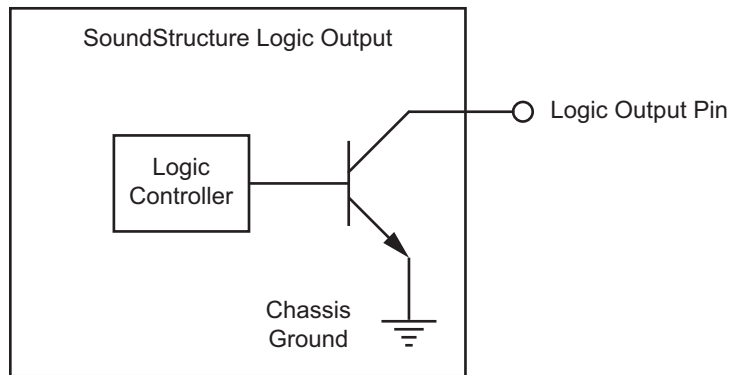 SoundStructure Logic Output
Logic Output Pin
Logic
Controller
Chassis
Ground